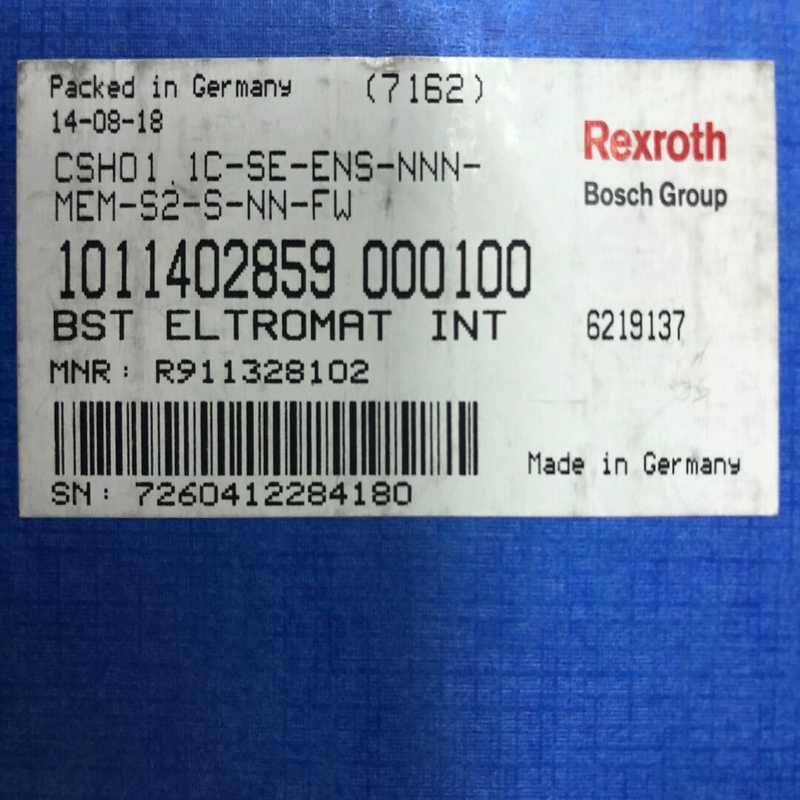 Packed in Germany (7162)
14-08-18
Rexroth
Bosch Group
CSH01.1C-SE-ENS-NNN-
MEM-S2-S-NN-FW
1011402859 000100
BST ELTROMAT INT 6219137
MNR: R911328102
Made in Germany
SN: 7260412284180